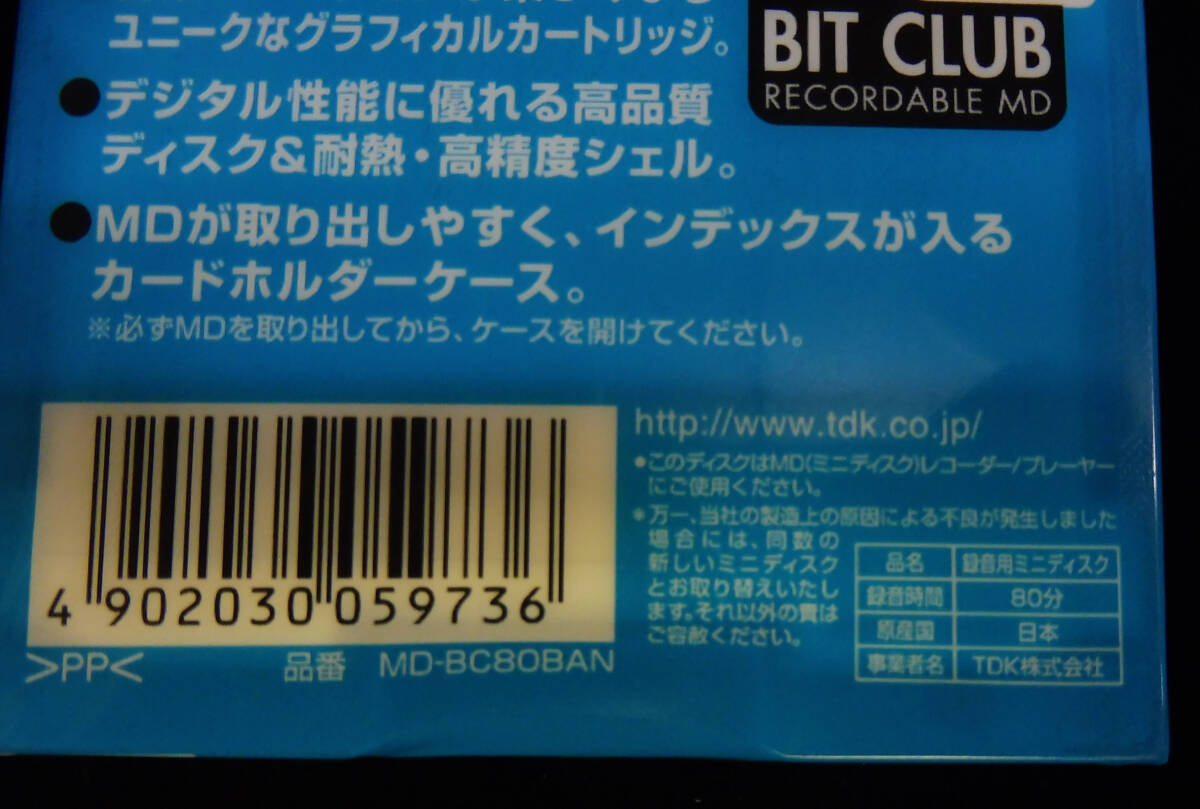 ユニークなグラフィカルカートリッジ。
BIT CLUB
RECORDABLE MD
●デジタル性能に優れる高品質
ディスク&耐熱・高精度シェル。
●MDが取り出しやすく、インデックスが入る
カードホルダーケース。
※必ずMDを取り出してから、ケースを開けてください。
4 902030 059736
>PP<
品番 MD-BC80BAN
http://www.tdk.co.jp/
●このディスクはMD(ミニディスク)レコーダー/プレーヤー
にご使用ください。
※万一、当社の製造上の原因による不良が発生しました
場合には、同数の
新しいミニディスク
とお取り替えいたし
ます。それ以外の責は
ご容赦ください。
品名 録音用ミニディスク
録音時間 80分
原産国 日本
事業者名 TDK株式会社